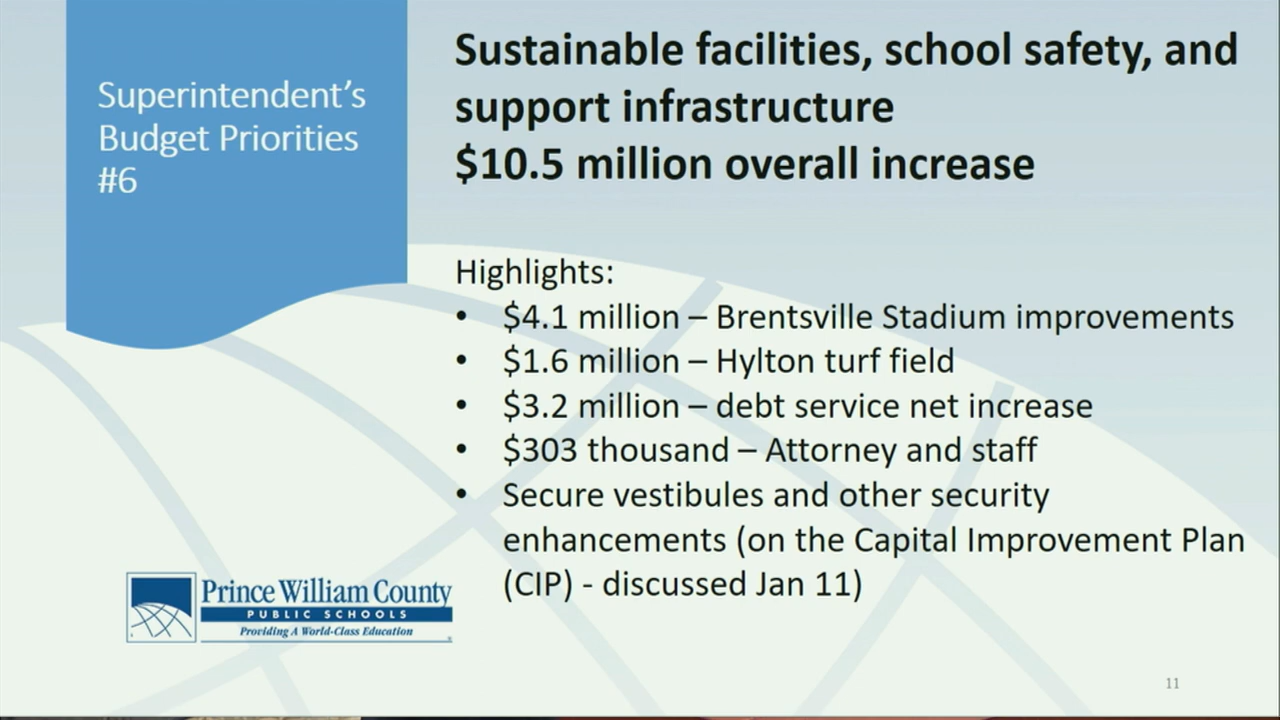 Superintendent's
Budget Priorities
#6
Sustainable facilities, school safety, and
support infrastructure
$10.5 million overall increase
Highlights:
• $4.1 million – Brentsville Stadium improvements
• $1.6 million – Hylton turf field
• $3.2 million – debt service net increase
• $303 thousand – Attorney and staff
• Secure vestibules and other security
enhancements (on the Capital Improvement Plan
(CIP) - discussed Jan 11)
Prince William County
PUBLIC SCHOOLS
Providing A World-Class Education
11